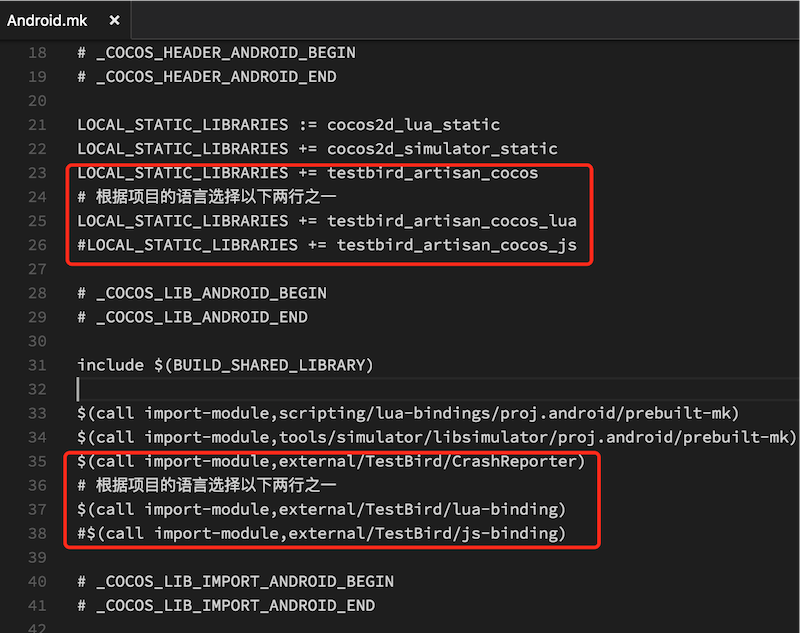 Android.mk ×
18 # _COCOS_HEADER_ANDROID_BEGIN
19 # _COCOS_HEADER_ANDROID_END
20
21 LOCAL_STATIC_LIBRARIES := cocos2d_lua_static
22 LOCAL_STATIC_LIBRARIES += cocos2d_simulator_static
23 LOCAL_STATIC_LIBRARIES += testbird_artisan_cocos
24 # 根据项目的语言选择以下两行之一
25 LOCAL_STATIC_LIBRARIES += testbird_artisan_cocos_lua
26 #LOCAL_STATIC_LIBRARIES += testbird_artisan_cocos_js
27
28 # _COCOS_LIB_ANDROID_BEGIN
29 # _COCOS_LIB_ANDROID_END
30
31 include $(BUILD_SHARED_LIBRARY)
32
33 $(call import-module,scripting/lua-bindings/proj.android/prebuilt-mk)
34 $(call import-module,tools/simulator/libsimulator/proj.android/prebuilt-mk)
35 $(call import-module,external/TestBird/CrashReporter)
36 # 根据项目的语言选择以下两行之一
37 $(call import-module,external/TestBird/lua-binding)
38 #$(call import-module,external/TestBird/js-binding)
39
40 # _COCOS_LIB_IMPORT_ANDROID_BEGIN
41 # _COCOS_LIB_IMPORT_ANDROID_END
42